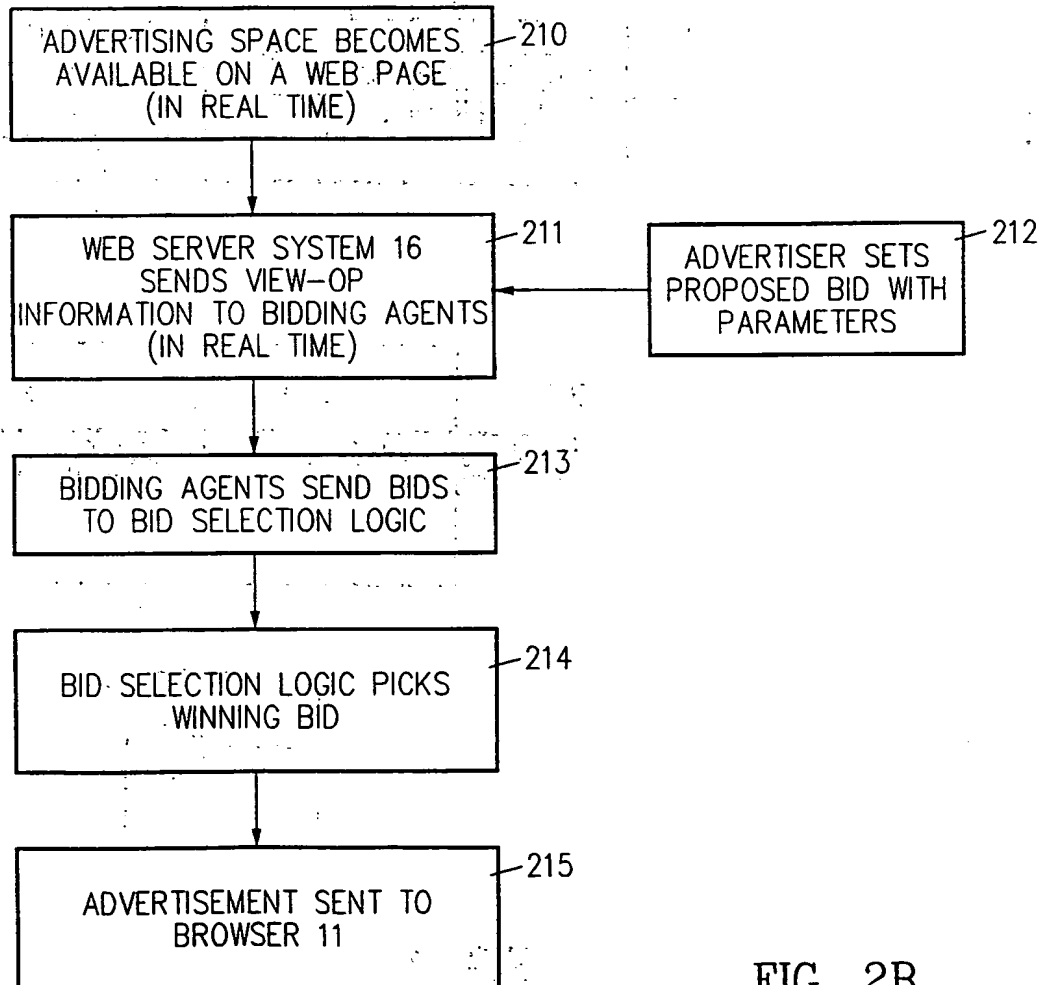 ADVERTISING SPACE BECOMES
AVAILABLE ON A WEB PAGE
(IN REAL TIME)
210
WEB SERVER SYSTEM 16
SENDS VIEW-OP
INFORMATION TO BIDDING AGENTS
(IN REAL TIME)
211
ADVERTISER SETS
PROPOSED BID WITH
PARAMETERS
212
BIDDING AGENTS SEND BIDS
TO BID SELECTION LOGIC
213
BID SELECTION LOGIC PICKS
WINNING BID
214
ADVERTISEMENT SENT TO
BROWSER 11
215
FIG. 2B